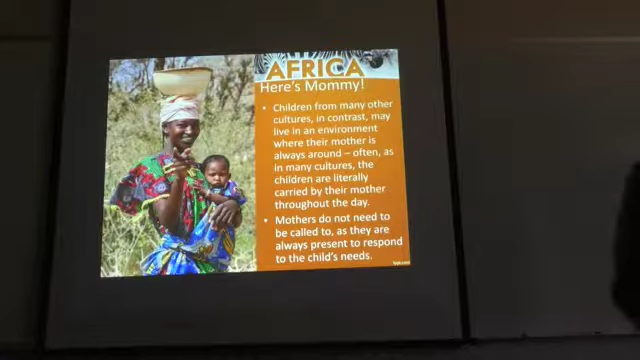 AFRICA
Here's Mommy!
• Children from many other
cultures, in contrast, may
live in an environment
where their mother is
always around – often, as
in many cultures, the
children are literally
carried by their mother
throughout the day.
• Mothers do not need to
be called to, as they are
always present to respond
to the child's needs.